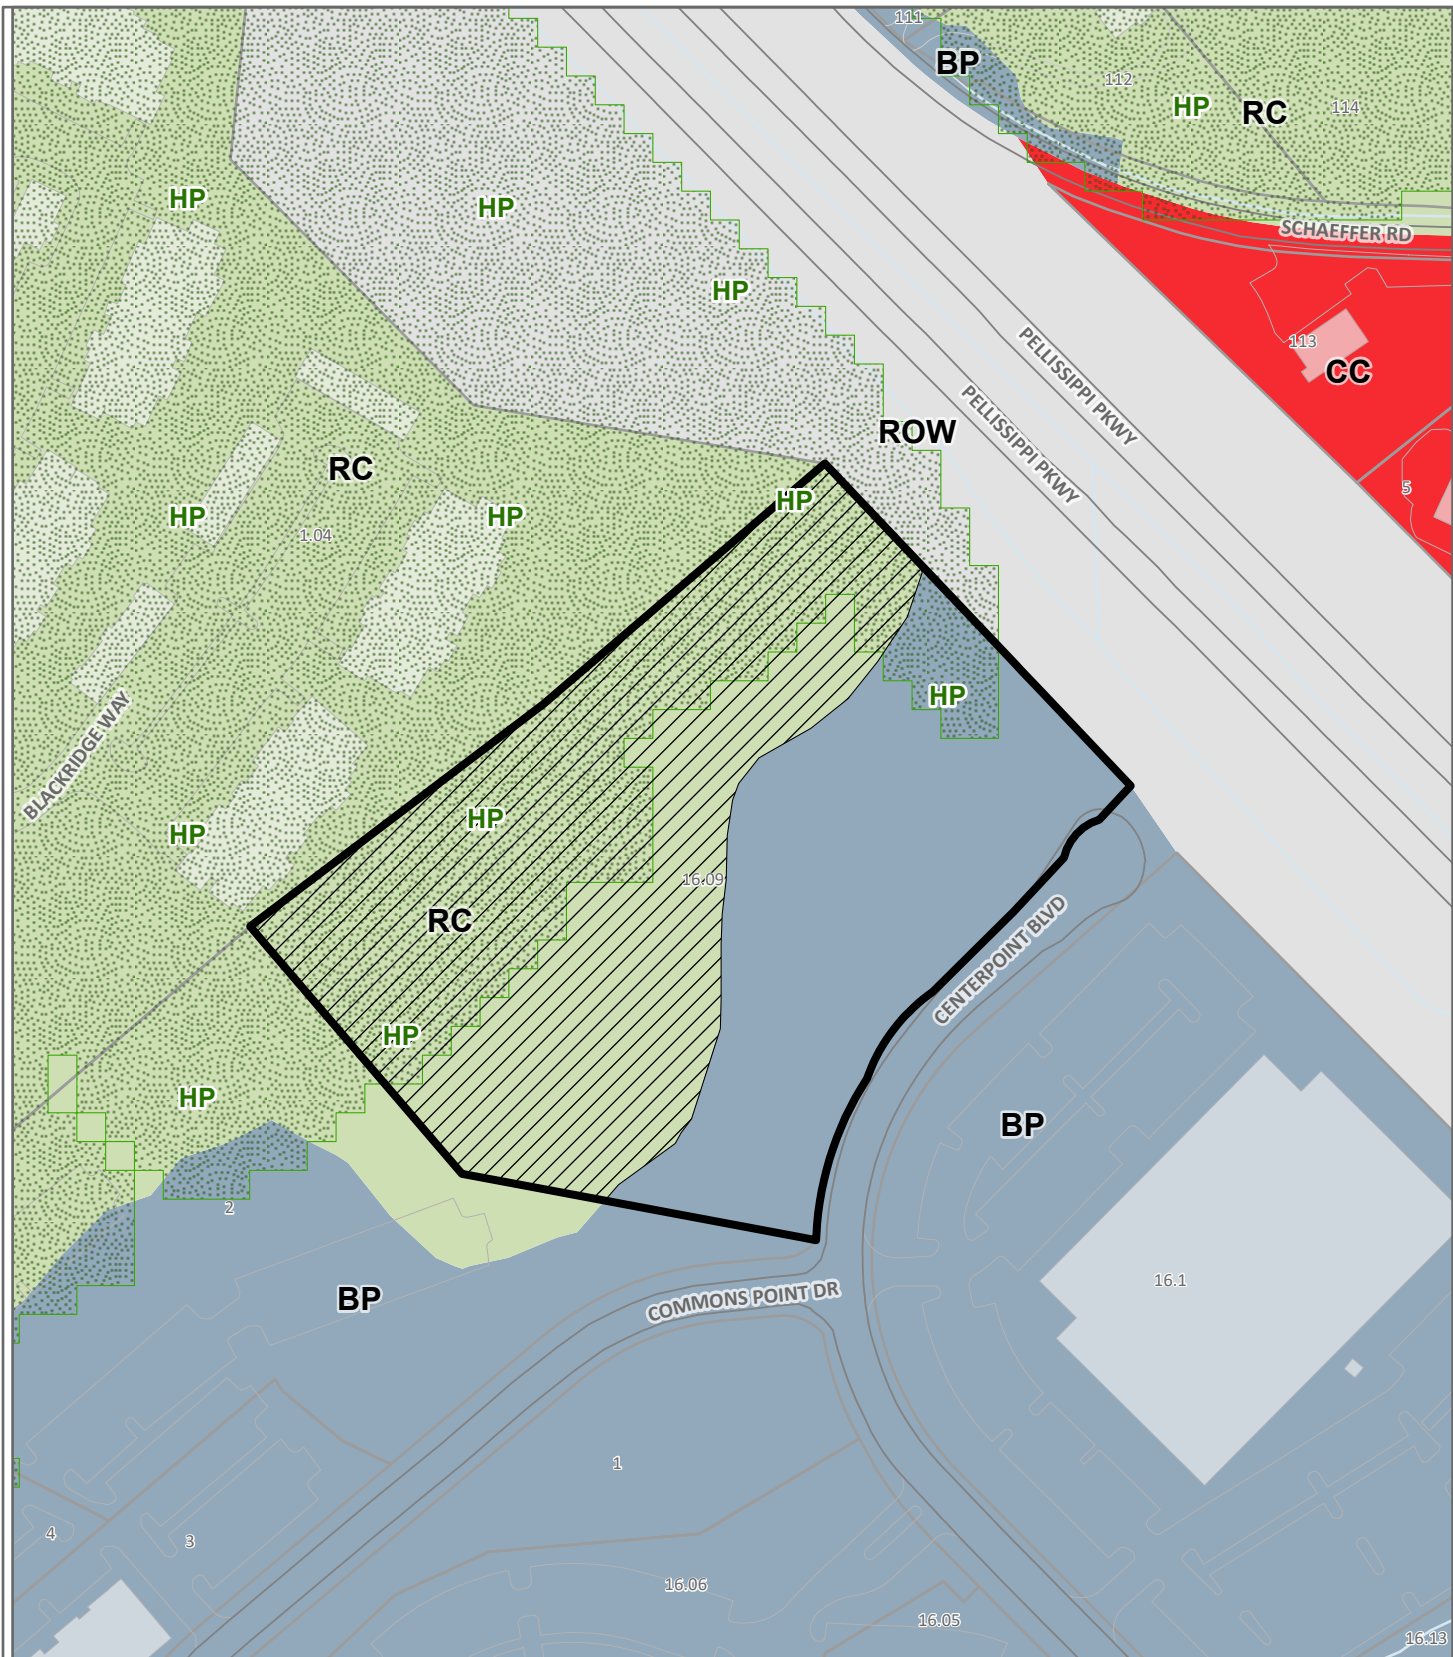 111
BP
112
HP
RC
114
HP
HP
SCHAEFFER RD
HP
PELLISSIPPI PKWY
113
CC
PELLISSIPPI PKWY
ROW
RC
5
HP
HP
HP
1.04
HP
BLACKRIDGE WAY
HP
HP
16.09
RC
CENTERPOINT BLVD
HP
HP
BP
2
16.1
BP
COMMONS POINT DR
1
4
3
16.06
16.05
16.13